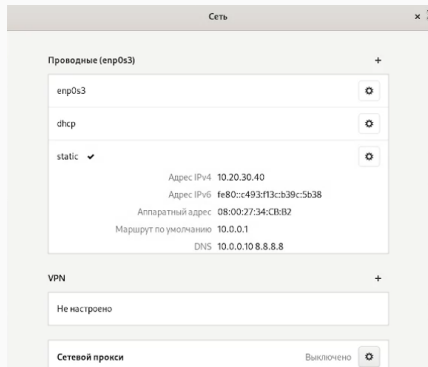 Сеть
Проводные (enp0s3)
enp0s3
dhcp
static
Адрес IPv4 10.20.30.40
Адрес IPv6 fe80::c493:f13c:b39c:5b38
Аппаратный адрес 08:00:27:34:CB:B2
Маршрут по умолчанию 10.0.0.1
DNS 10.0.0.10 8.8.8.8
VPN
Не настроено
Сетевой прокси Выключено